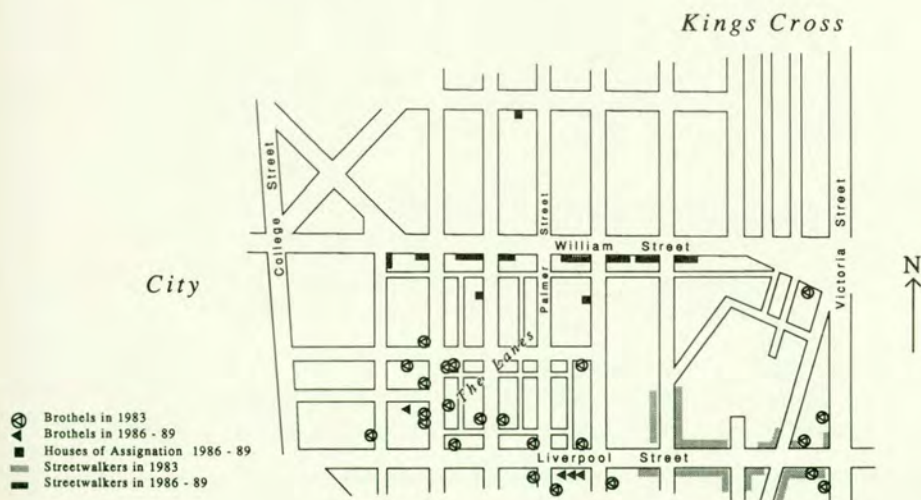 Kings Cross
College Street
Street
Victoria Street
William Street
City
Palmer
N
The Lanes
Brothels in 1983
Brothels in 1986 - 89
Houses of Assignation 1986 - 89
Streetwalkers in 1983
Streetwalkers in 1986 - 89
Liverpool Street